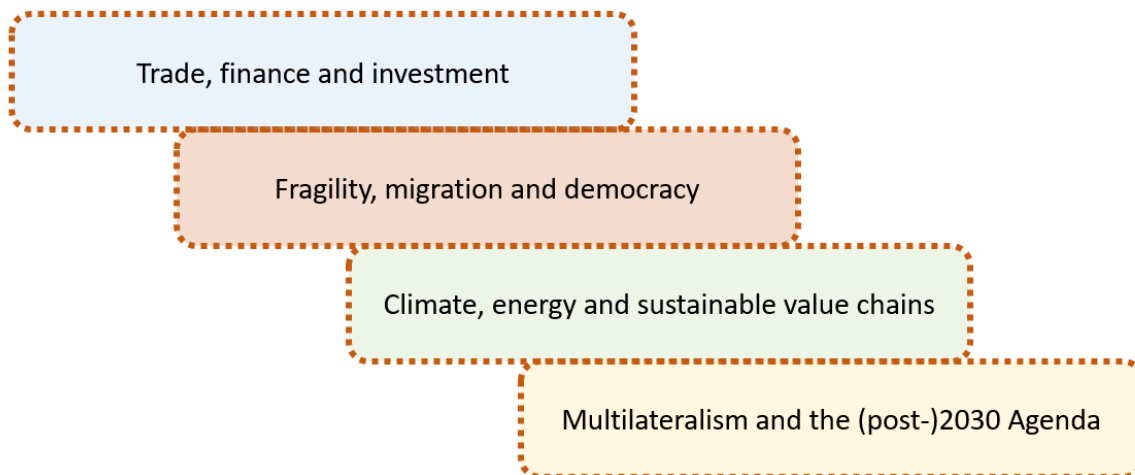 Trade, finance and investment
Fragility, migration and democracy
Climate, energy and sustainable value chains
Multilateralism and the (post-)2030 Agenda